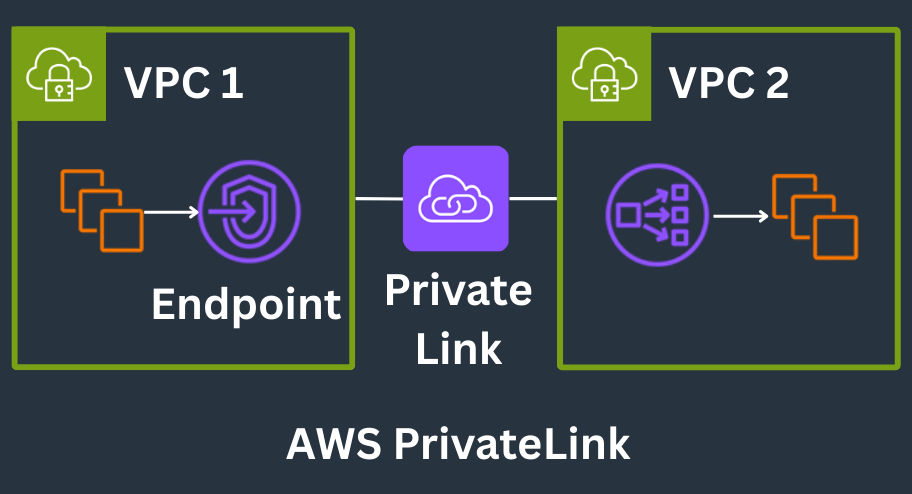 VPC 1
VPC 2
Endpoint
Private
Link
AWS PrivateLink